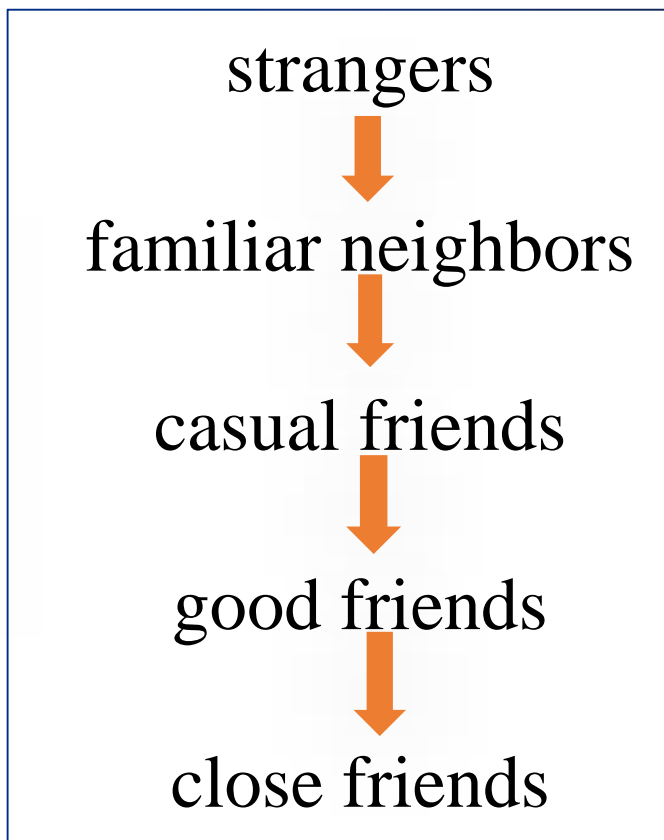 strangers
familiar neighbors
casual friends
good friends
close friends